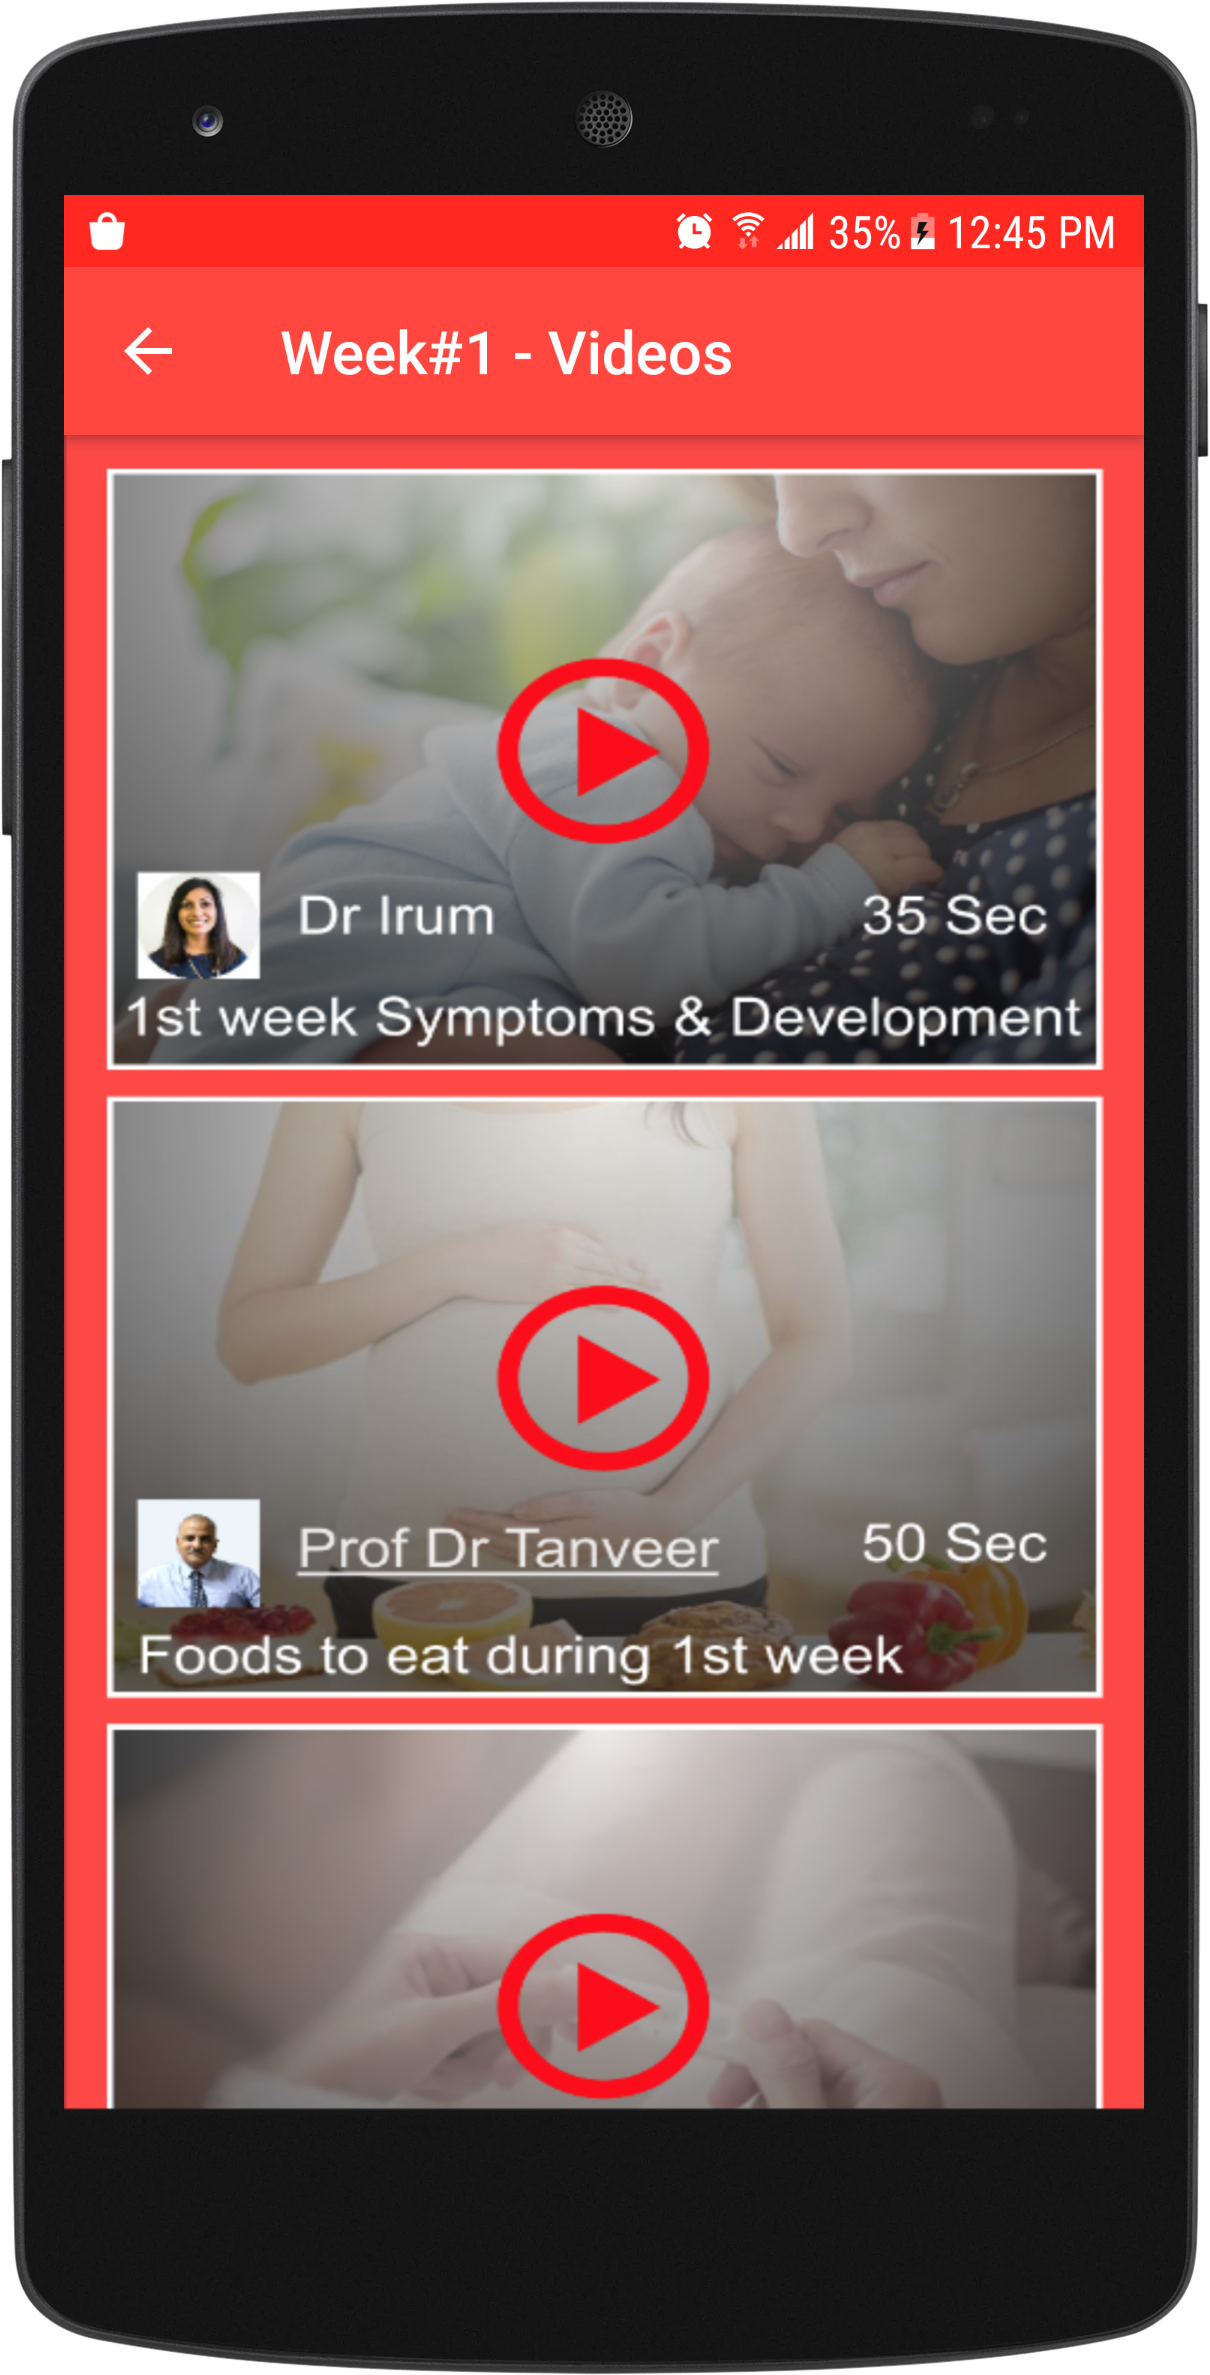 35% 12:45 PM
Week#1 - Videos
Dr Irum 35 Sec
1st week Symptoms & Development
Prof Dr Tanveer 50 Sec
Foods to eat during 1st week